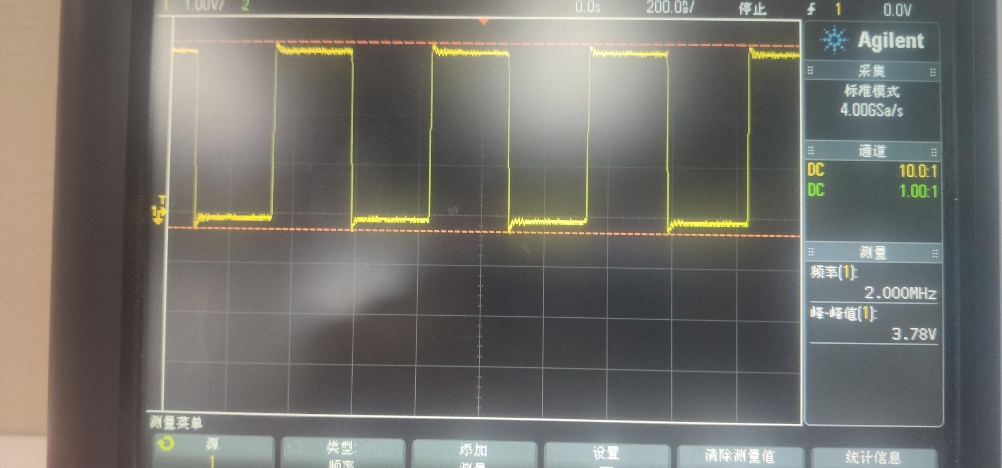 1 1.00V/ 2 0.0s 200.0ns/ 停止 1 0.0V
Agilent
采集
标准模式
4.00GSa/s
通道
DC 10.0:1
DC 1.00:1
测量
频率(1):
2.000MHz
峰-峰值(1):
3.78V
测量菜单
源
1
类型:
频率
添加
测量
设置
清除测量值
统计信息